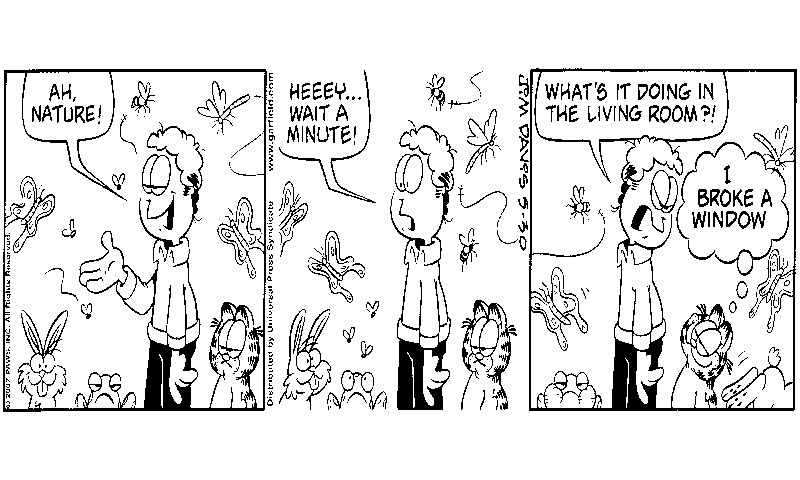 AH,
NATURE!
© 2007 PAWS, INC. All Rights Reserved.
HEEEY...
WAIT A
MINUTE!
www.garfield.com
Distributed by Universal Press Syndicate
JIM DAVIS 5-30
WHAT'S IT DOING IN
THE LIVING ROOM?!
I
BROKE A
WINDOW